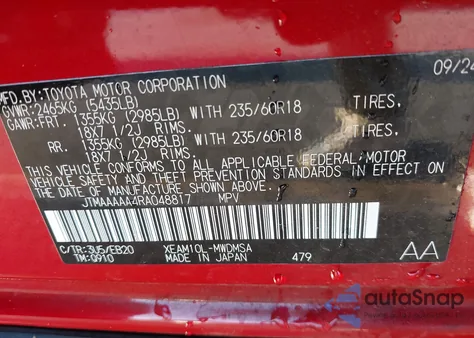 MFD.BY:TOYOTA MOTOR CORPORATION 09/24
GVWR:2465KG (5435LB)
GAWR:FRT. 1355KG (2985LB) WITH 235/60R18 TIRES,
18X7 1/2J RIMS.
RR. 1355KG (2985LB) WITH 235/60R18 TIRES,
18X7 1/2J RIMS.
THIS VEHICLE CONFORMS TO ALL APPLICABLE FEDERAL MOTOR
VEHICLE SAFETY AND THEFT PREVENTION STANDARDS IN EFFECT ON
THE DATE OF MANUFACTURE SHOWN ABOVE.
JTMAAAAA4RA048817 MPV
C/TR:3U5/EB20 XEAM10L-MWDMSA AA
TM:Q910 MADE IN JAPAN 479
autoSnap